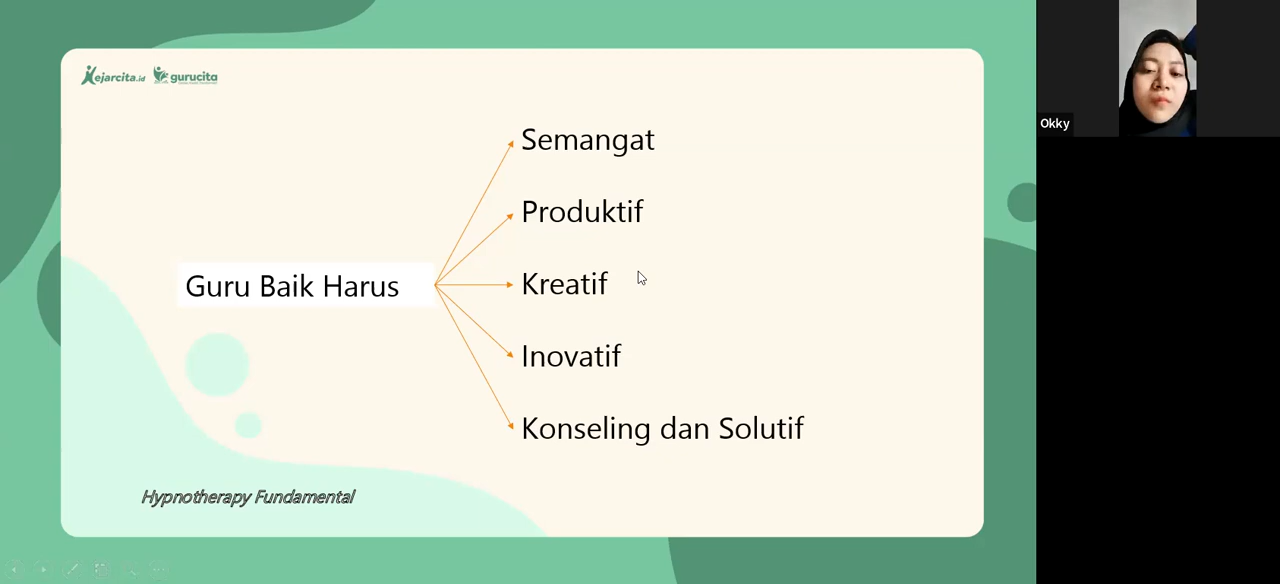 kejarcita.id gurucita
Semangat
Produktif
Guru Baik Harus
Kreatif
Inovatif
Konseling dan Solutif
Hypnotherapy Fundamental
Okky